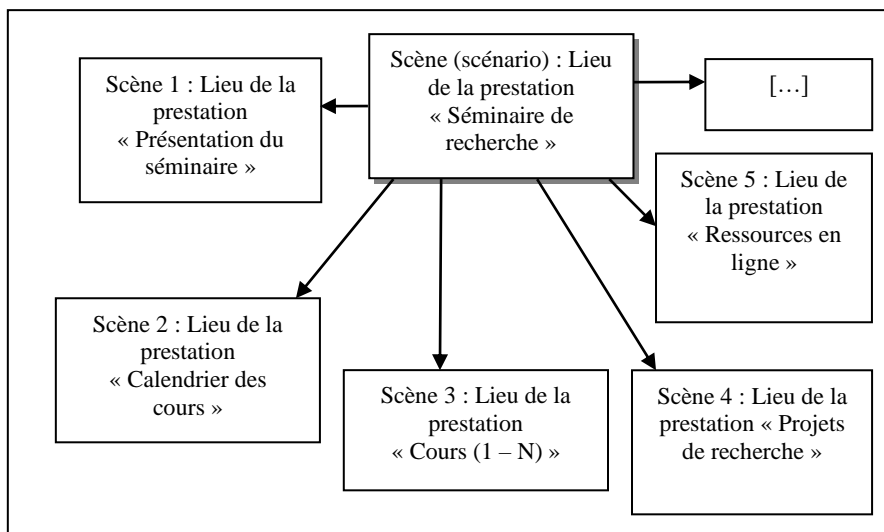 Scène (scénario) : Lieu
de la prestation
« Séminaire de
recherche »
Scène 1 : Lieu de la
prestation
« Présentation du
séminaire »
[…]
Scène 5 : Lieu de
la prestation
« Ressources en
ligne »
Scène 2 : Lieu de la
prestation
« Calendrier des
cours »
Scène 3 : Lieu de la
prestation
« Cours (1 – N) »
Scène 4 : Lieu de la
prestation « Projets
de recherche »